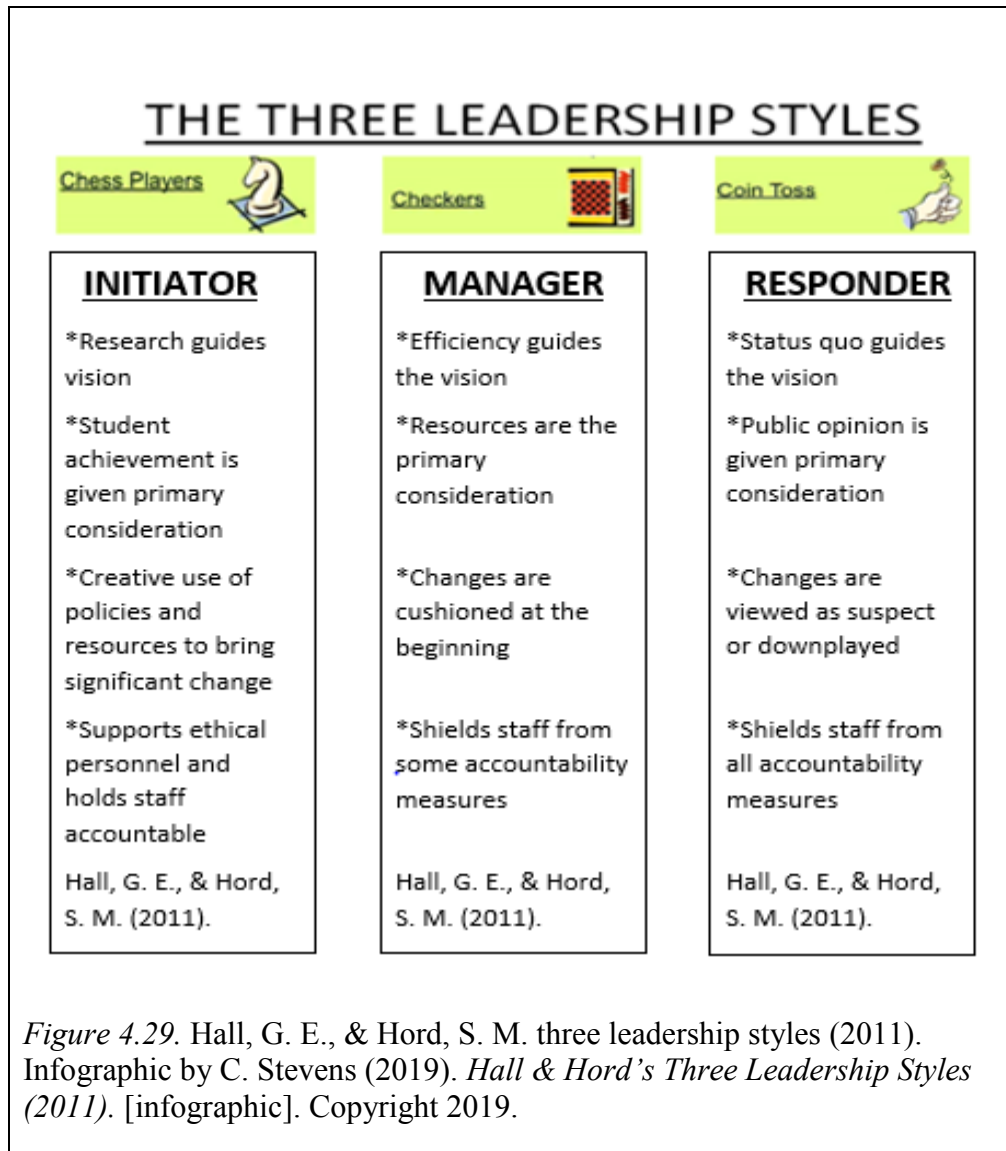 THE THREE LEADERSHIP STYLES
Chess Players
Checkers
Coin Toss
INITIATOR
*Research guides
vision
*Student
achievement is
given primary
consideration
*Creative use of
policies and
resources to bring
significant change
*Supports ethical
personnel and
holds staff
accountable
Hall, G. E., & Hord,
S. M. (2011).
MANAGER
*Efficiency guides
the vision
*Resources are the
primary
consideration
*Changes are
cushioned at the
beginning
*Shields staff from
some accountability
measures
Hall, G. E., & Hord,
S. M. (2011).
RESPONDER
*Status quo guides
the vision
*Public opinion is
given primary
consideration
*Changes are
viewed as suspect
or downplayed
*Shields staff from
all accountability
measures
Hall, G. E., & Hord,
S. M. (2011).
Figure 4.29. Hall, G. E., & Hord, S. M. three leadership styles (2011).
Infographic by C. Stevens (2019). Hall & Hord’s Three Leadership Styles
(2011). [infographic]. Copyright 2019.